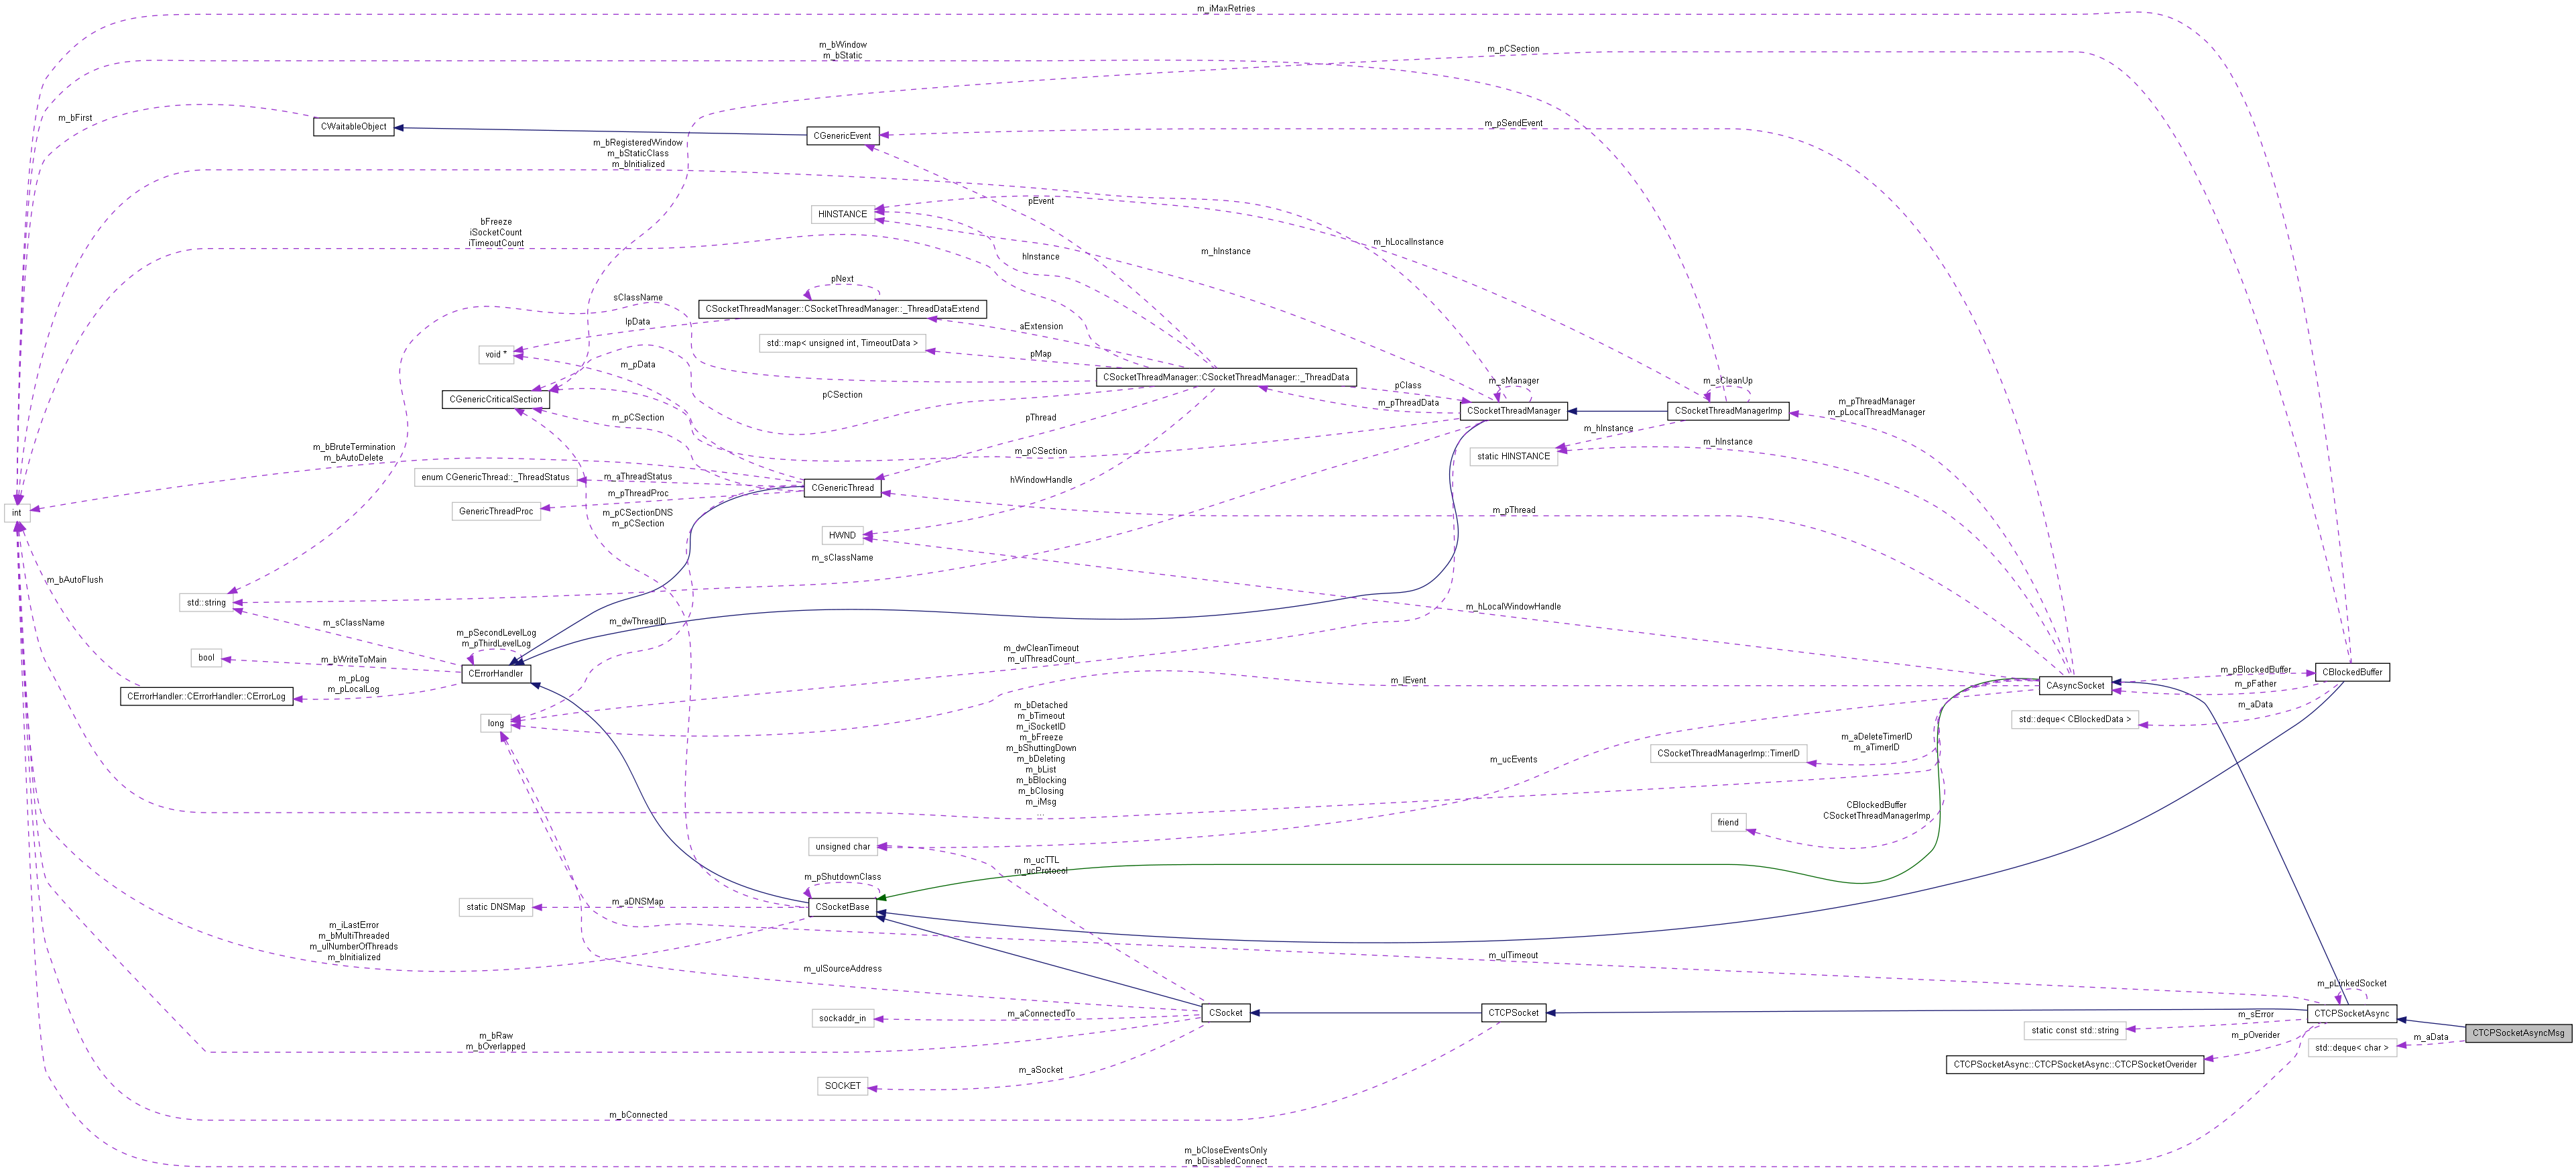 m_iMaxRetries
m_bWindow
m_bStatic
m_pCSection
m_bFirst
CWaitableObject
CGenericEvent
m_pSendEvent
m_bRegisteredWindow
m_bStaticClass
m_bInitialized
pEvent
HINSTANCE
bFreeze
iSocketCount
iTimeoutCount
hInstance
m_hInstance
m_hLocalInstance
pNext
sClassName
CSocketThreadManager::CSocketThreadManager::_ThreadDataExtend
lpData
aExtension
std::map< unsigned int, TimeoutData >
pMap
void *
m_pData
CSocketThreadManager::CSocketThreadManager::_ThreadData
pClass
m_sManager
m_sCleanUp
CGenericCriticalSection
pCSection
m_pThreadData
CSocketThreadManager
CSocketThreadManagerImp
m_pThreadManager
m_pLocalThreadManager
m_pCSection
pThread
m_hInstance
m_hInstance
m_bBruteTermination
m_bAutoDelete
m_pCSection
static HINSTANCE
enum CGenericThread::_ThreadStatus
m_aThreadStatus
hWindowHandle
CGenericThread
m_pThreadProc
GenericThreadProc
m_pThread
int
m_pCSectionDNS
m_pCSection
HWND
m_sClassName
m_bAutoFlush
std::string
m_hLocalWindowHandle
m_sClassName
m_dwThreadID
m_pSecondLevelLog
m_pThirdLevelLog
bool
m_bWriteToMain
CErrorHandler
m_dwCleanTimeout
m_ulThreadCount
m_pBlockedBuffer
CBlockedBuffer
m_pLog
m_pLocalLog
CErrorHandler::CErrorHandler::CErrorLog
m_lEvent
CAsyncSocket
m_pFather
long
m_aData
std::deque< CBlockedData >
m_bDetached
m_bTimeout
m_iSocketID
m_bFreeze
m_bShuttingDown
m_bDeleting
m_bList
m_bBlocking
m_bClosing
m_iMsg
...
m_aDeleteTimerID
m_aTimerID
CSocketThreadManagerImp::TimerID
m_ucEvents
CBlockedBuffer
CSocketThreadManagerImp
friend
unsigned char
m_ucTTL
m_ucProtocol
m_pShutdownClass
static DNSMap
m_aDNSMap
CSocketBase
m_iLastError
m_bMultiThreaded
m_ulNumberOfThreads
m_bInitialized
m_ulTimeout
m_ulSourceAddress
m_pLinkedSocket
sockaddr_in
m_aConnectedTo
CSocket
CTCPSocket
CTCPSocketAsync
m_sError
static const std::string
CTCPSocketAsyncMsg
m_bRaw
m_bOverlapped
m_pOverider
m_aData
std::deque< char >
CTCPSocketAsync::CTCPSocketAsync::CTCPSocketOverider
m_aSocket
SOCKET
m_bConnected
m_bCloseEventsOnly
m_bDisabledConnect